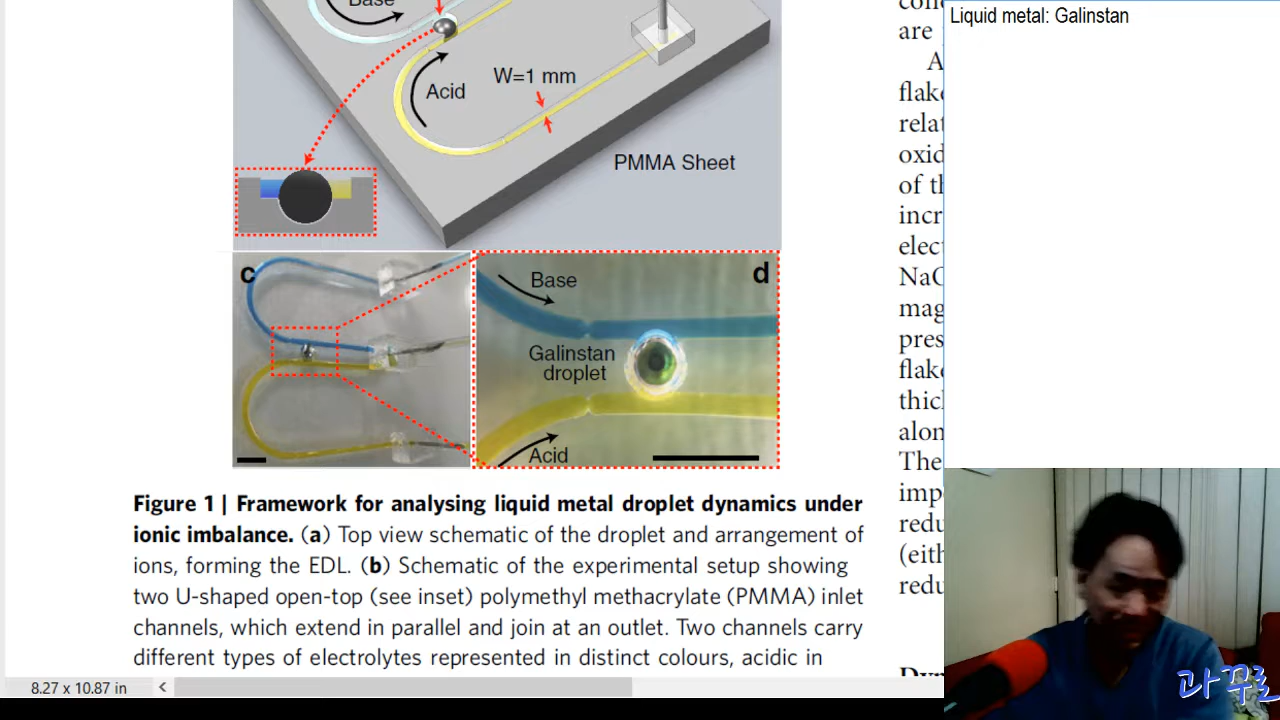 Base
Acid
W=1 mm
PMMA Sheet
c
d
Base
Galinstan
droplet
Acid
Figure 1 | Framework for analysing liquid metal droplet dynamics under
ionic imbalance. (a) Top view schematic of the droplet and arrangement of
ions, forming the EDL. (b) Schematic of the experimental setup showing
two U-shaped open-top (see inset) polymethyl methacrylate (PMMA) inlet
channels, which extend in parallel and join at an outlet. Two channels carry
different types of electrolytes represented in distinct colours, acidic in
8.27 x 10.87 in
are
A
flake
relat
oxid
of th
incr
elect
NaC
mag
pres
flake
thic
alon
The
imp
redu
(eith
redu
Liquid metal: Galinstan
과꾸로